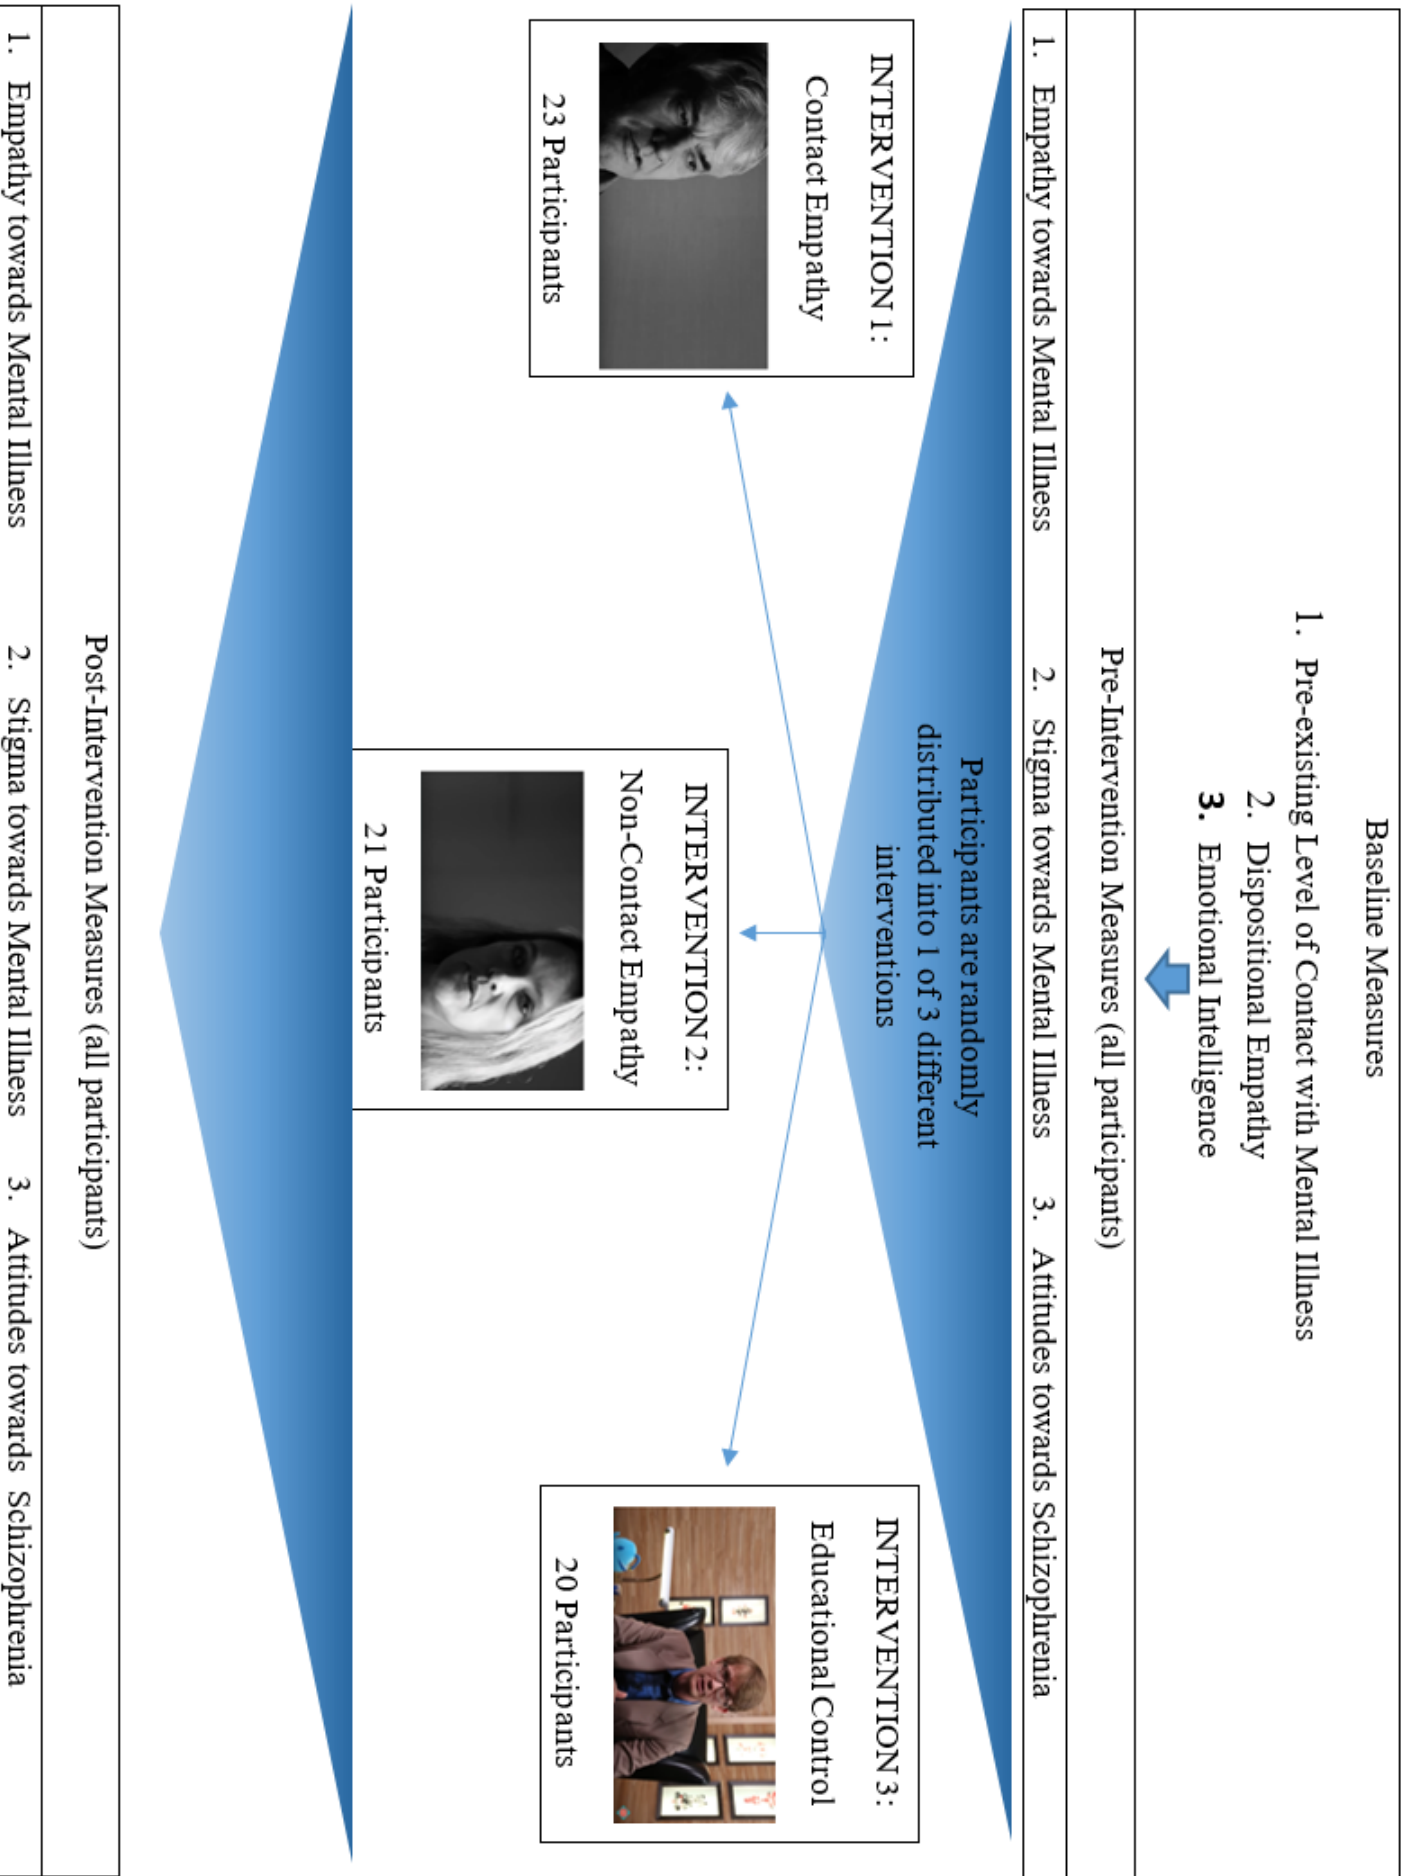 Baseline Measures
1. Pre-existing Level of Contact with Mental Illness
2. Dispositional Empathy
3. Emotional Intelligence
Pre-Intervention Measures (all participants)
1. Empathy towards Mental Illness 2. Stigma towards Mental Illness 3. Attitudes towards Schizophrenia
Participants are randomly
distributed into 1 of 3 different
interventions
INTERVENTION 1:
Contact Empathy
23 Participants
INTERVENTION 2:
Non-Contact Empathy
21 Participants
INTERVENTION 3:
Educational Control
20 Participants
Post-Intervention Measures (all participants)
1. Empathy towards Mental Illness 2. Stigma towards Mental Illness 3. Attitudes towards Schizophrenia